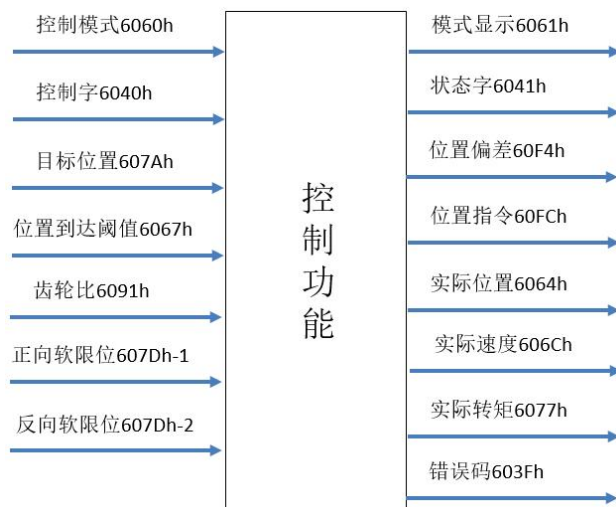 控制模式6060h
控制字6040h
目标位置607Ah
位置到达阈值6067h
齿轮比6091h
正向软限位607Dh-1
反向软限位607Dh-2
控制功能
模式显示6061h
状态字6041h
位置偏差60F4h
位置指令60FCh
实际位置6064h
实际速度606Ch
实际转矩6077h
错误码603Fh